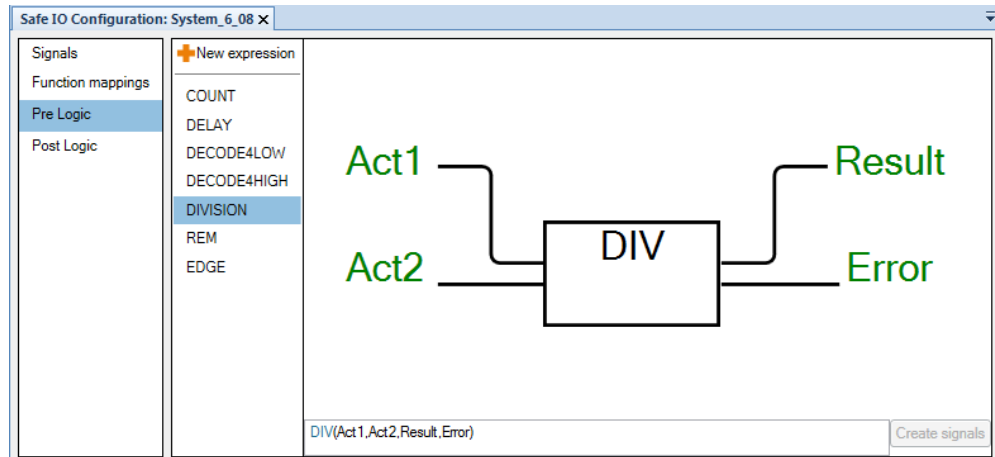 Safe IO Configuration: System_6_08 X
Signals
Function mappings
Pre Logic
Post Logic
New expression
COUNT
DELAY
DECODE4LOW
DECODE4HIGH
DIVISION
REM
EDGE
Act1
Act2
DIV
Result
Error
DIV(Act1,Act2,Result,Error)
Create signals